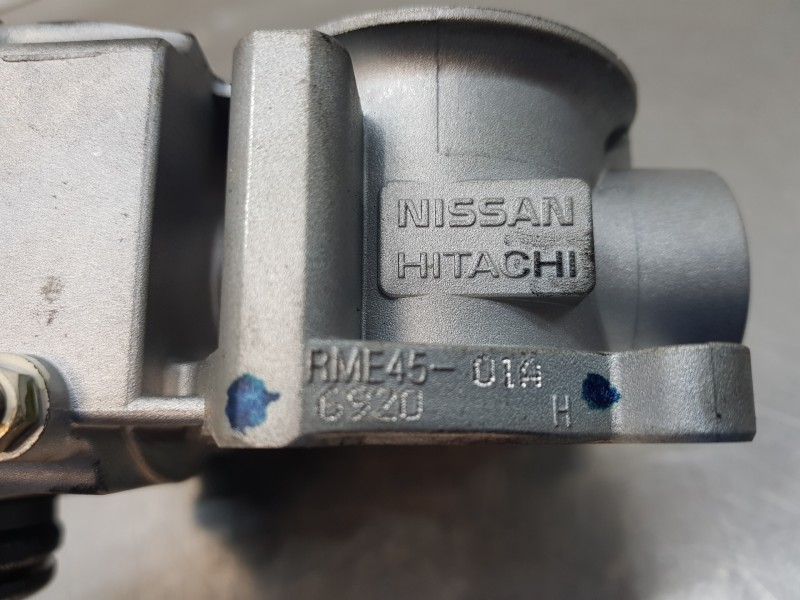 NISSAN
HITACHI
RME45-01A
6920 H